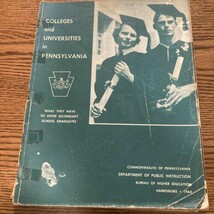 COLLEGES
and
UNIVERSITIES
in
PENNSYLVANIA
WHAT THEY HAVE
TO OFFER SECONDARY
SCHOOL GRADUATES
COMMONWEALTH OF PENNSYLVANIA
DEPARTMENT OF PUBLIC INSTRUCTION
BUREAU OF HIGHER EDUCATION
HARRISBURG •